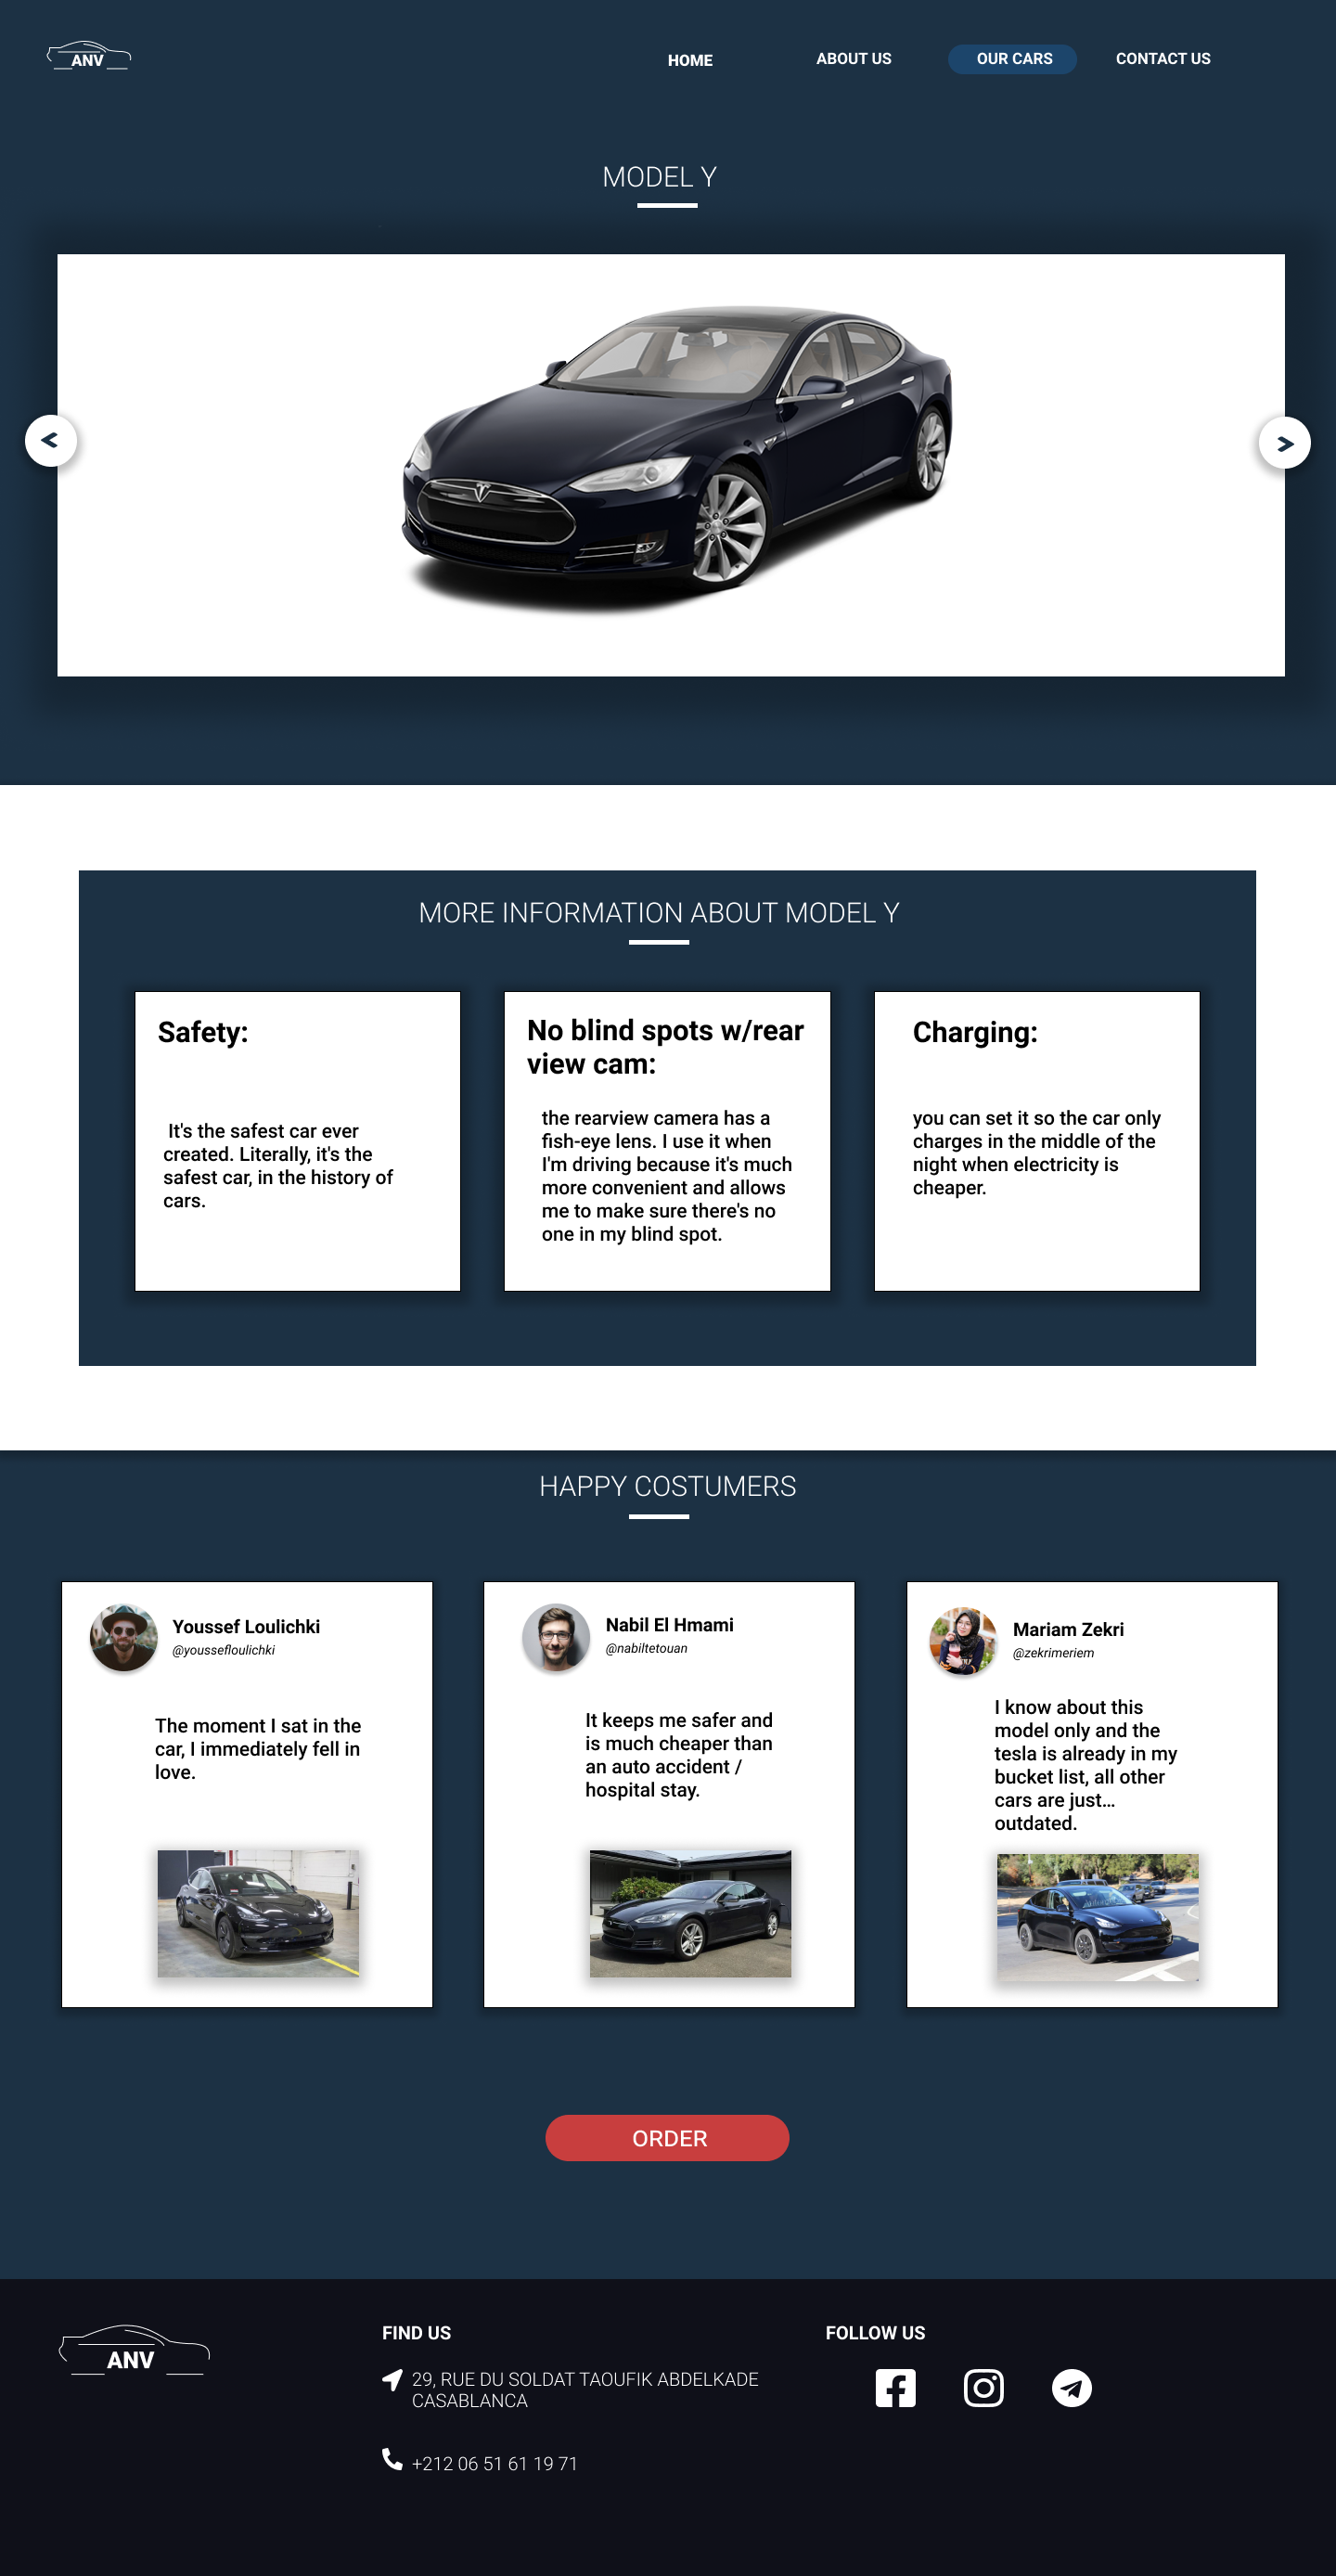 ANV
HOME
ABOUT US
OUR CARS
CONTACT US
MODEL Y
<
>
MORE INFORMATION ABOUT MODEL Y
Safety:
It's the safest car ever
created. Literally, it's the
safest car, in the history of
cars.
No blind spots w/rear
view cam:
the rearview camera has a
fish-eye lens. I use it when
I'm driving because it's much
more convenient and allows
me to make sure there's no
one in my blind spot.
Charging:
you can set it so the car only
charges in the middle of the
night when electricity is
cheaper.
HAPPY COSTUMERS
Youssef Loulichki
@yousefloulichki
The moment I sat in the
car, I immediately fell in
love.
Nabil El Hmami
@nabiltetouan
It keeps me safer and
is much cheaper than
an auto accident /
hospital stay.
Mariam Zekri
@zekrimeriem
I know about this
model only and the
tesla is already in my
bucket list, all other
cars are just...
outdated.
ORDER
ANV
FIND US
29, RUE DU SOLDAT TAOUFIK ABDELKADE
CASABLANCA
+212 06 51 61 19 71
FOLLOW US